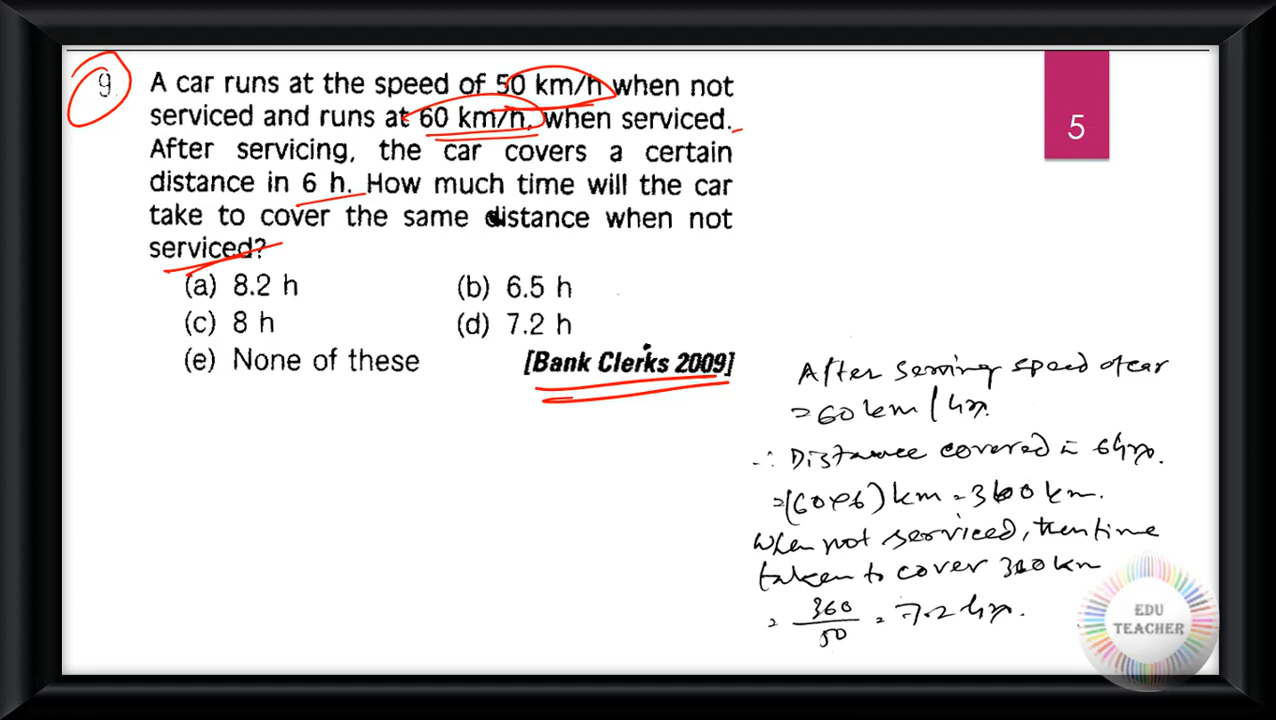 9.
A car runs at the speed of 50 km/h when not
serviced and runs at 60 km/h, when serviced.
After servicing, the car covers a certain
distance in 6 h. How much time will the car
take to cover the same distance when not
serviced?
(a) 8.2 h (b) 6.5 h
(c) 8 h (d) 7.2 h
(e) None of these [Bank Clerks 2009]
5
After serving speed of car
= 60 km / hr.
∴ Distance covered in 6 hrs.
= (60×6) km = 360 km.
When not serviced, then time
taken to cover 360 km
= 360/50 = 7.2 hrs.
EDU
TEACHER